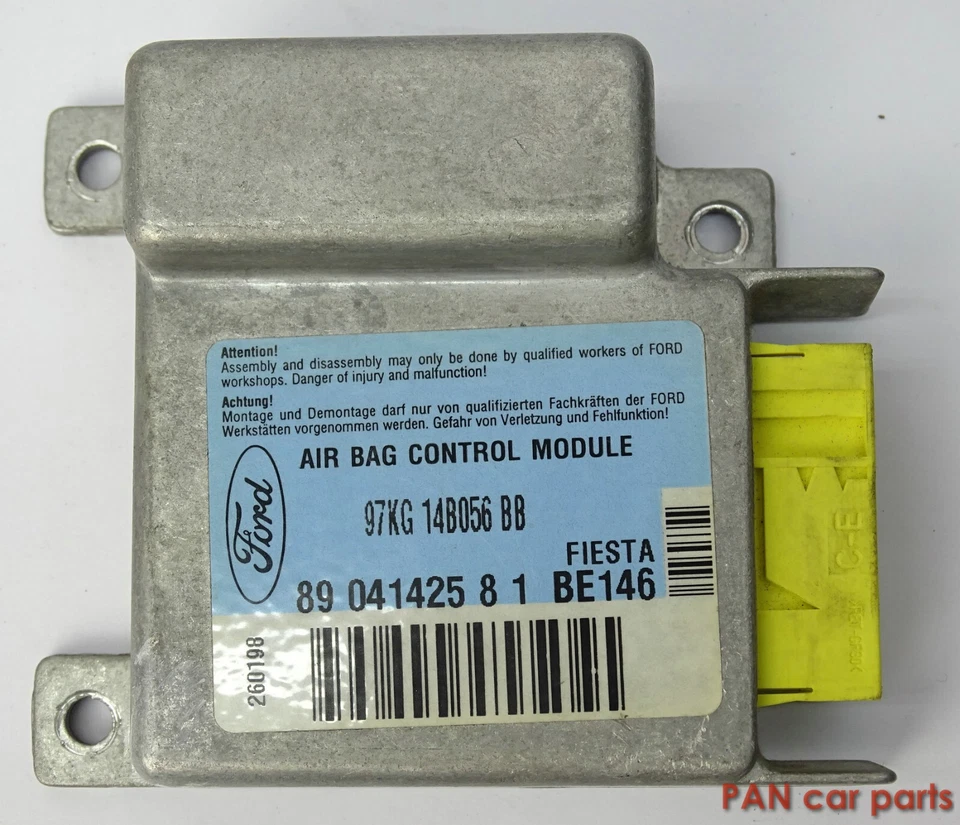 Attention!
Assembly and disassembly may only be done by qualified workers of FORD
workshops. Danger of injury and malfunction!
Achtung!
Montage und Demontage darf nur von qualifizierten Fachkräften der FORD
Werkstätten vorgenommen werden. Gefahr von Verletzung und Fehlfunktion!
AIR BAG CONTROL MODULE
Ford
97KG 14B056 BB
FIESTA
89 041425 8 1 BE146
260198
C-E
PAN car parts